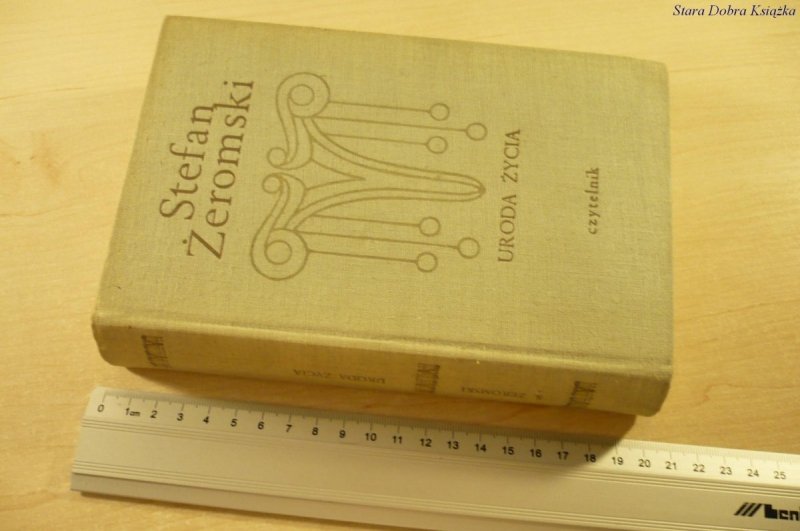 Stara Dobra Książka
Stefan
Żeromski
URODA ŻYCIA
czytelnik
URODA ŻYCIA
S. ŻEROMSKI
0 1cm 2 3 4 5 6 7 8 9 10 11 12 13 14 15 16 17 18 19 20 21 22 23 24 25